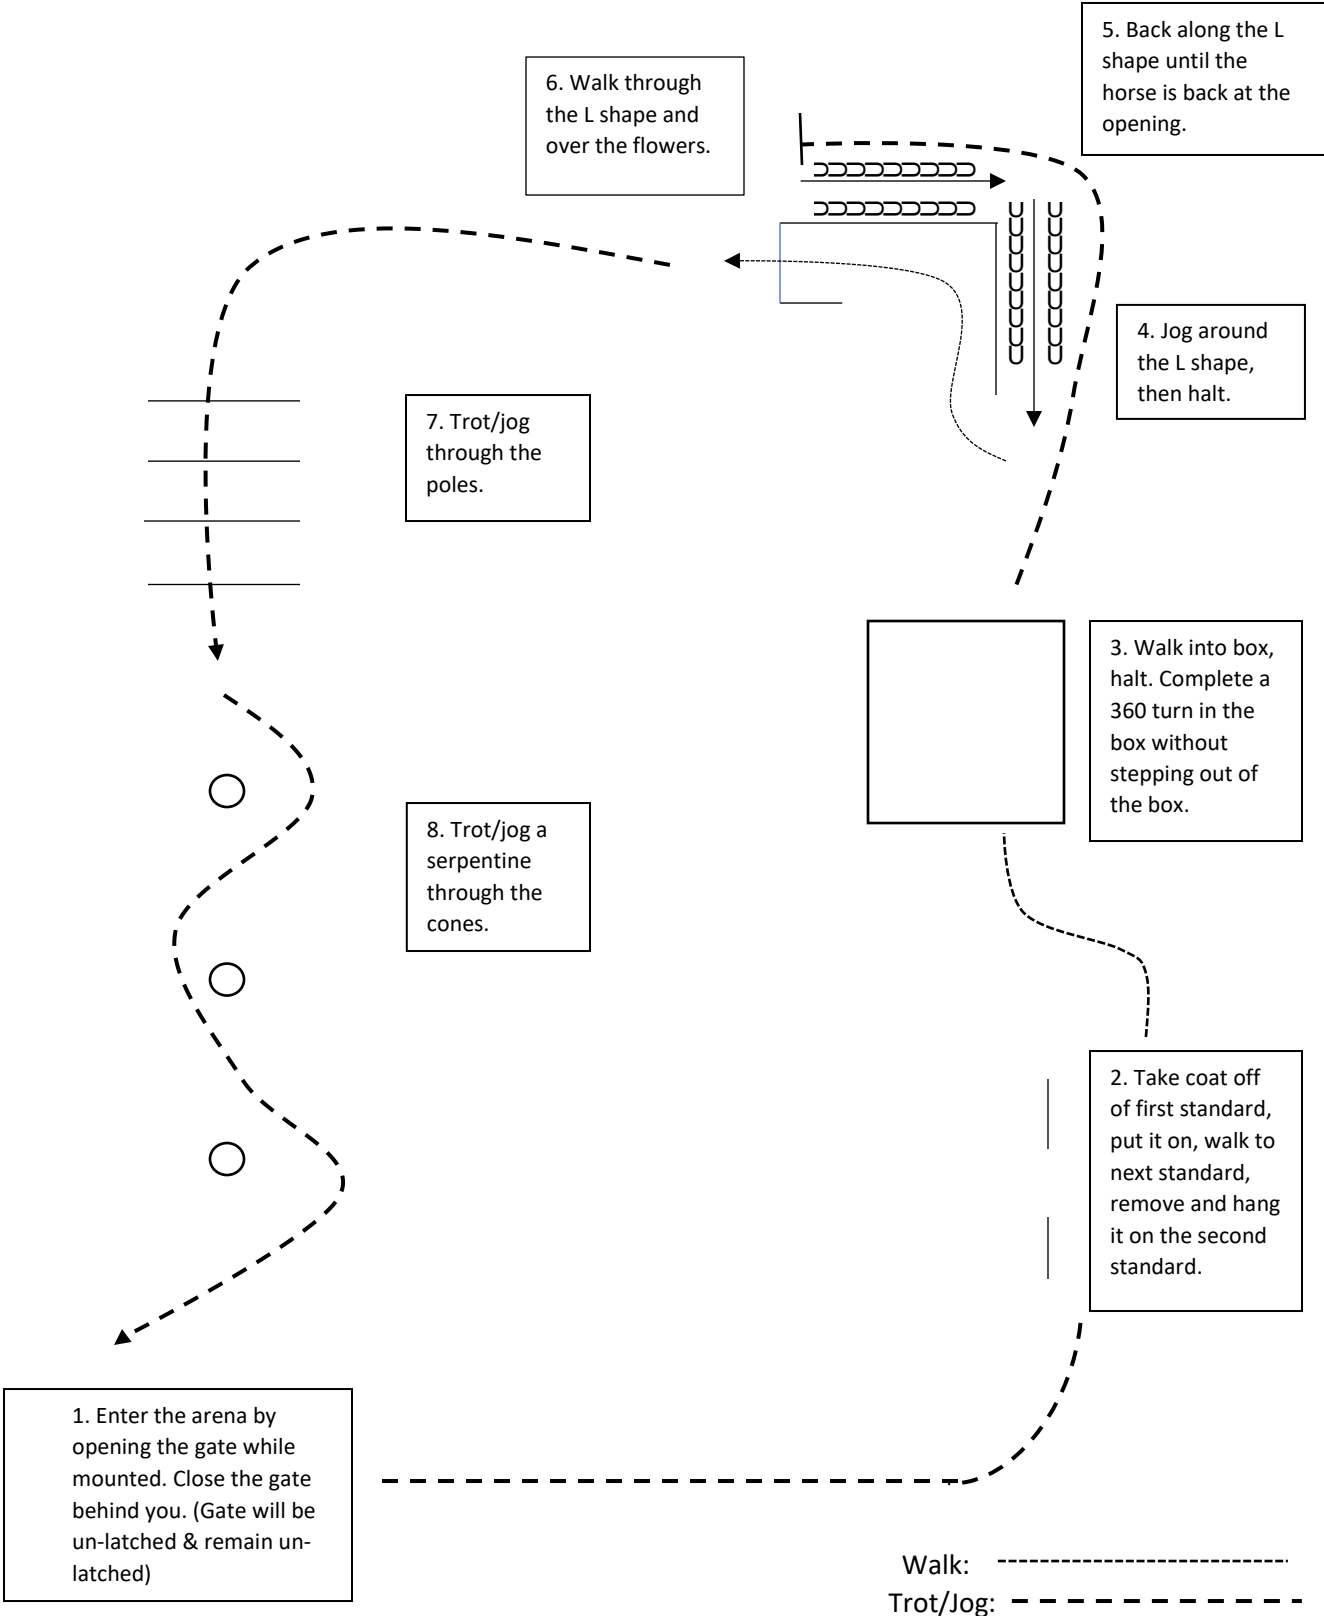 5. Back along the L
shape until the
horse is back at the
opening.
6. Walk through
the L shape and
over the flowers.
4. Jog around
the L shape,
then halt.
7. Trot/jog
through the
poles.
3. Walk into box,
halt. Complete a
360 turn in the
box without
stepping out of
the box.
8. Trot/jog a
serpentine
through the
cones.
2. Take coat off
of first standard,
put it on, walk to
next standard,
remove and hang
it on the second
standard.
1. Enter the arena by
opening the gate while
mounted. Close the gate
behind you. (Gate will be
un-latched & remain un-
latched)
Walk:
Trot/Jog: